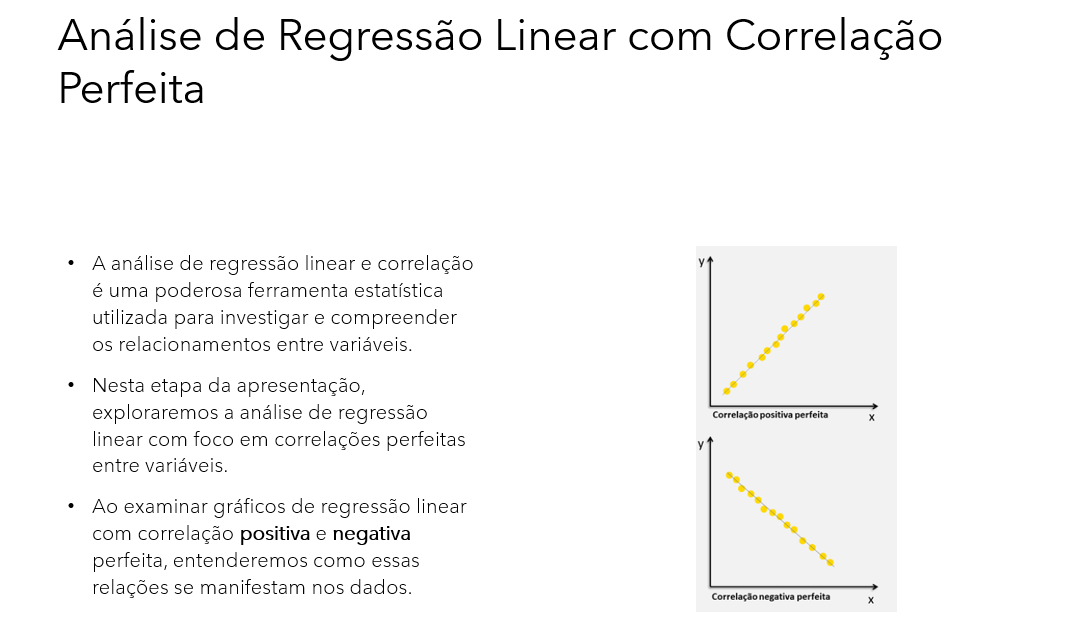 Análise de Regressão Linear com Correlação
Perfeita
• A análise de regressão linear e correlação
é uma poderosa ferramenta estatística
utilizada para investigar e compreender
os relacionamentos entre variáveis.
• Nesta etapa da apresentação,
exploraremos a análise de regressão
linear com foco em correlações perfeitas
entre variáveis.
• Ao examinar gráficos de regressão linear
com correlação positiva e negativa
perfeita, entenderemos como essas
relações se manifestam nos dados.
y
Correlação positiva perfeita
x
y
Correlação negativa perfeita
x